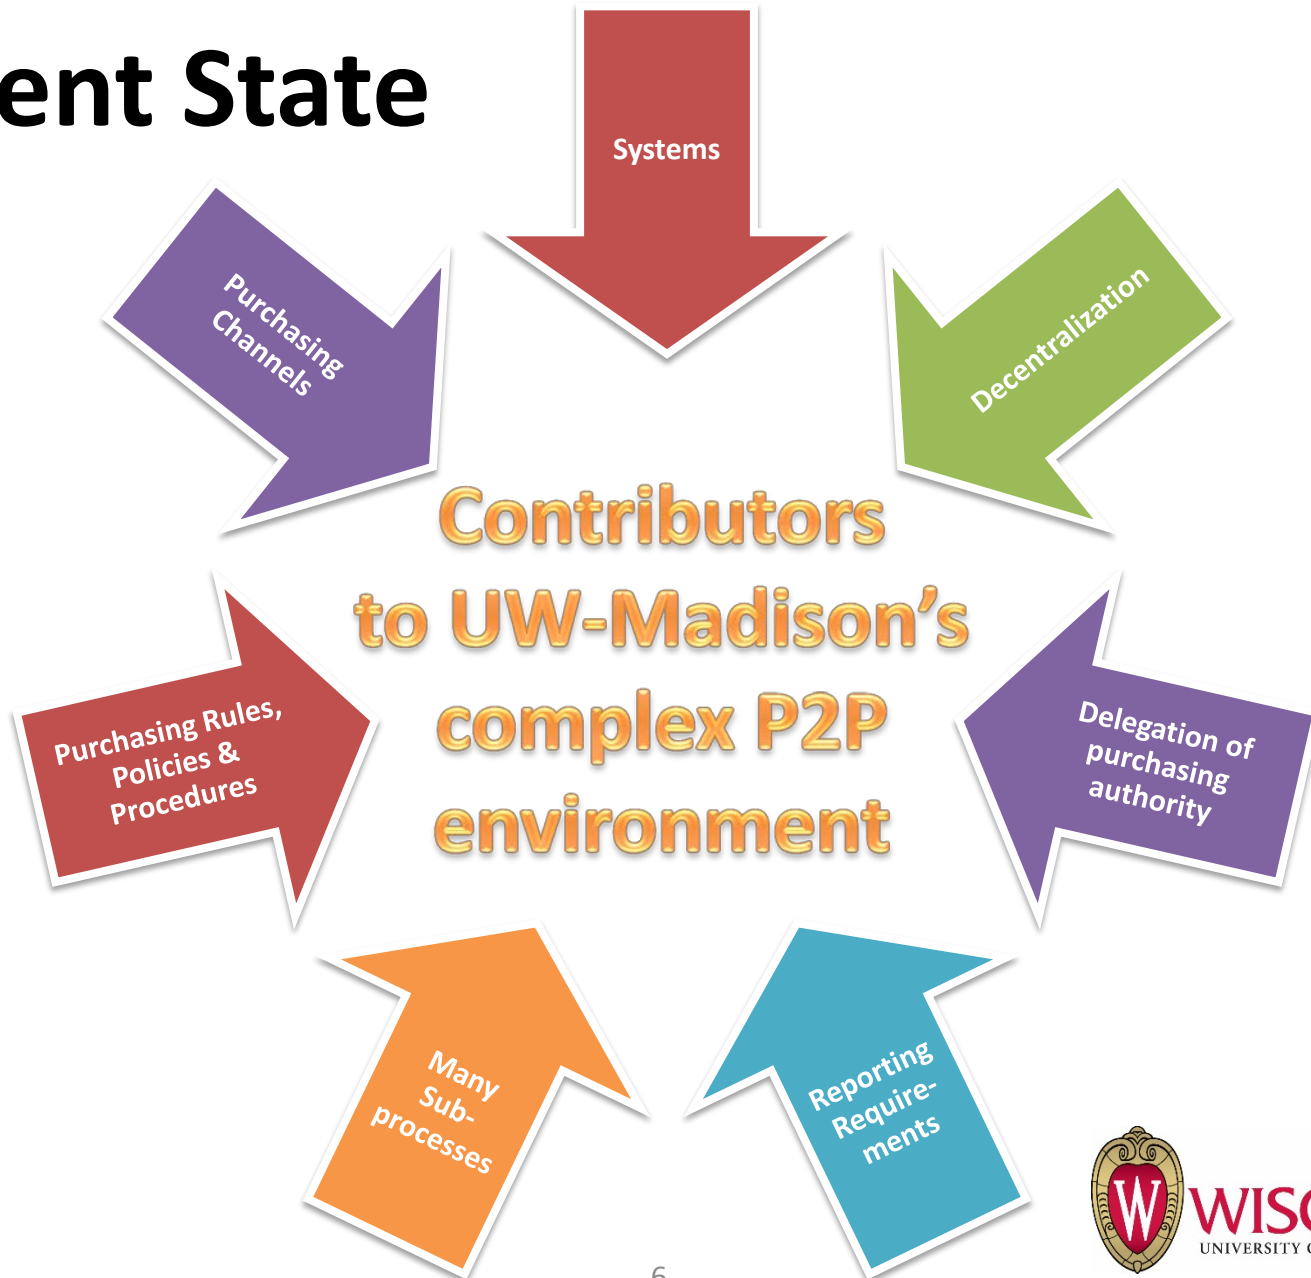 ent State
Systems
Purchasing
Channels
Decentralization
Contributors
to UW-Madison’s
complex P2P
environment
Purchasing Rules,
Policies &
Procedures
Delegation of
purchasing
authority
Many
Sub-
processes
Reporting
Require-
ments
W WISC
UNIVERSITY O
6